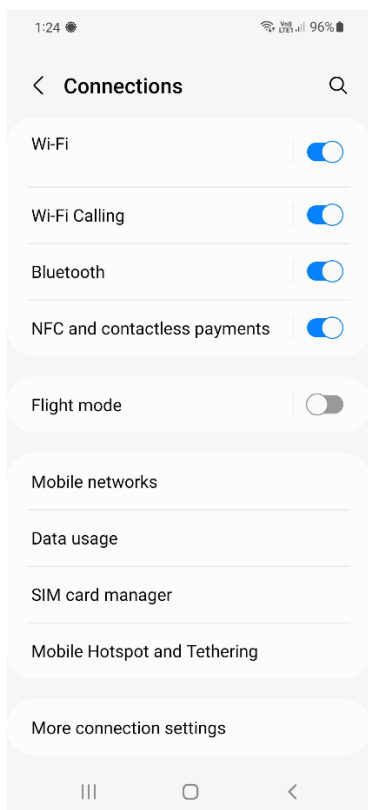 1:24 96%
Connections
Wi-Fi
Wi-Fi Calling
Bluetooth
NFC and contactless payments
Flight mode
Mobile networks
Data usage
SIM card manager
Mobile Hotspot and Tethering
More connection settings